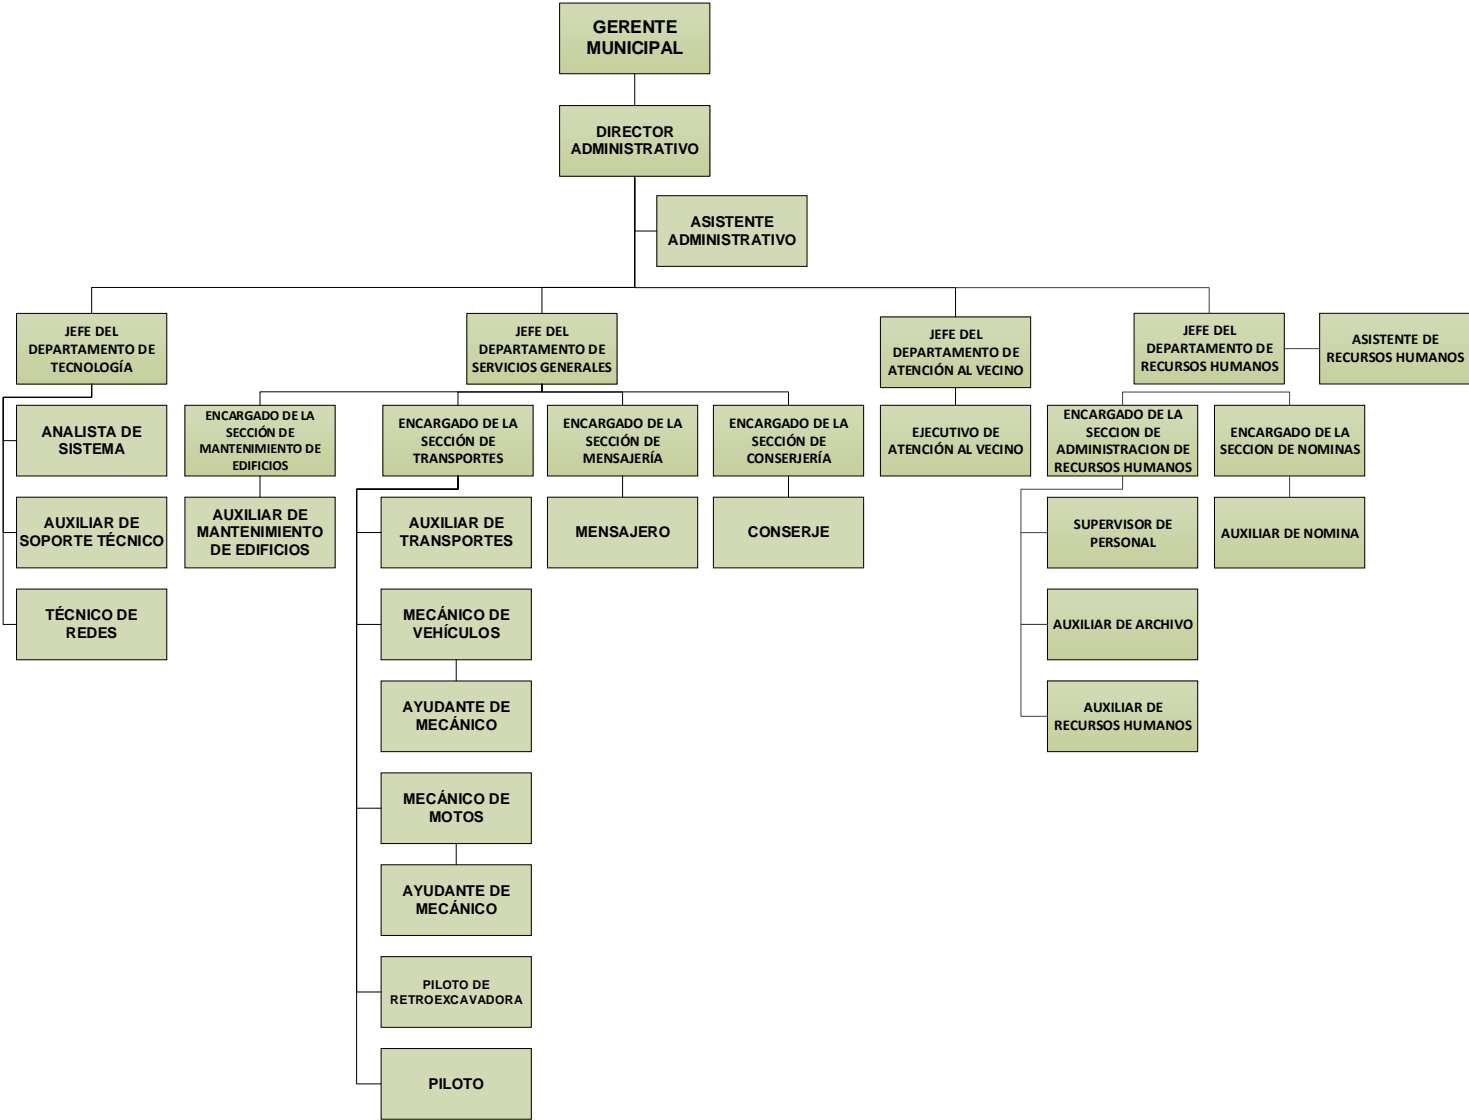 GERENTE
MUNICIPAL
DIRECTOR
ADMINISTRATIVO
ASISTENTE
ADMINISTRATIVO
JEFE DEL
DEPARTAMENTO DE
TECNOLOGÍA
JEFE DEL
DEPARTAMENTO DE
SERVICIOS GENERALES
JEFE DEL
DEPARTAMENTO DE
ATENCIÓN AL VECINO
JEFE DEL
DEPARTAMENTO DE
RECURSOS HUMANOS
ASISTENTE DE
RECURSOS HUMANOS
ANALISTA DE
SISTEMA
ENCARGADO DE LA
SECCIÓN DE
MANTENIMIENTO DE
EDIFICIOS
ENCARGADO DE LA
SECCIÓN DE
TRANSPORTES
ENCARGADO DE LA
SECCIÓN DE
MENSAJERÍA
ENCARGADO DE LA
SECCIÓN DE
CONSERJERÍA
EJECUTIVO DE
ATENCIÓN AL VECINO
ENCARGADO DE LA
SECCION DE
ADMINISTRACION DE
RECURSOS HUMANOS
ENCARGADO DE LA
SECCION DE NOMINAS
AUXILIAR DE
SOPORTE TÉCNICO
AUXILIAR DE
MANTENIMIENTO
DE EDIFICIOS
AUXILIAR DE
TRANSPORTES
MENSAJERO
CONSERJE
SUPERVISOR DE
PERSONAL
AUXILIAR DE NOMINA
TÉCNICO DE
REDES
MECÁNICO DE
VEHÍCULOS
AUXILIAR DE ARCHIVO
AYUDANTE DE
MECÁNICO
AUXILIAR DE
RECURSOS HUMANOS
MECÁNICO DE
MOTOS
AYUDANTE DE
MECÁNICO
PILOTO DE
RETROEXCAVADORA
PILOTO